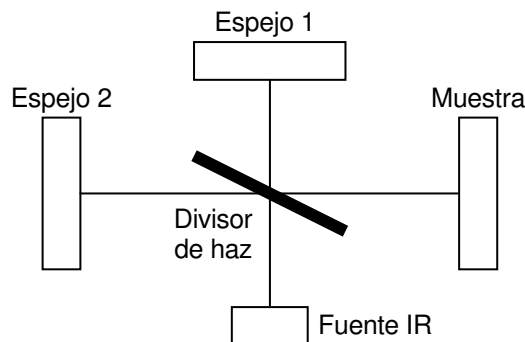 Espejo 1
Espejo 2
Muestra
Divisor
de haz
Fuente IR